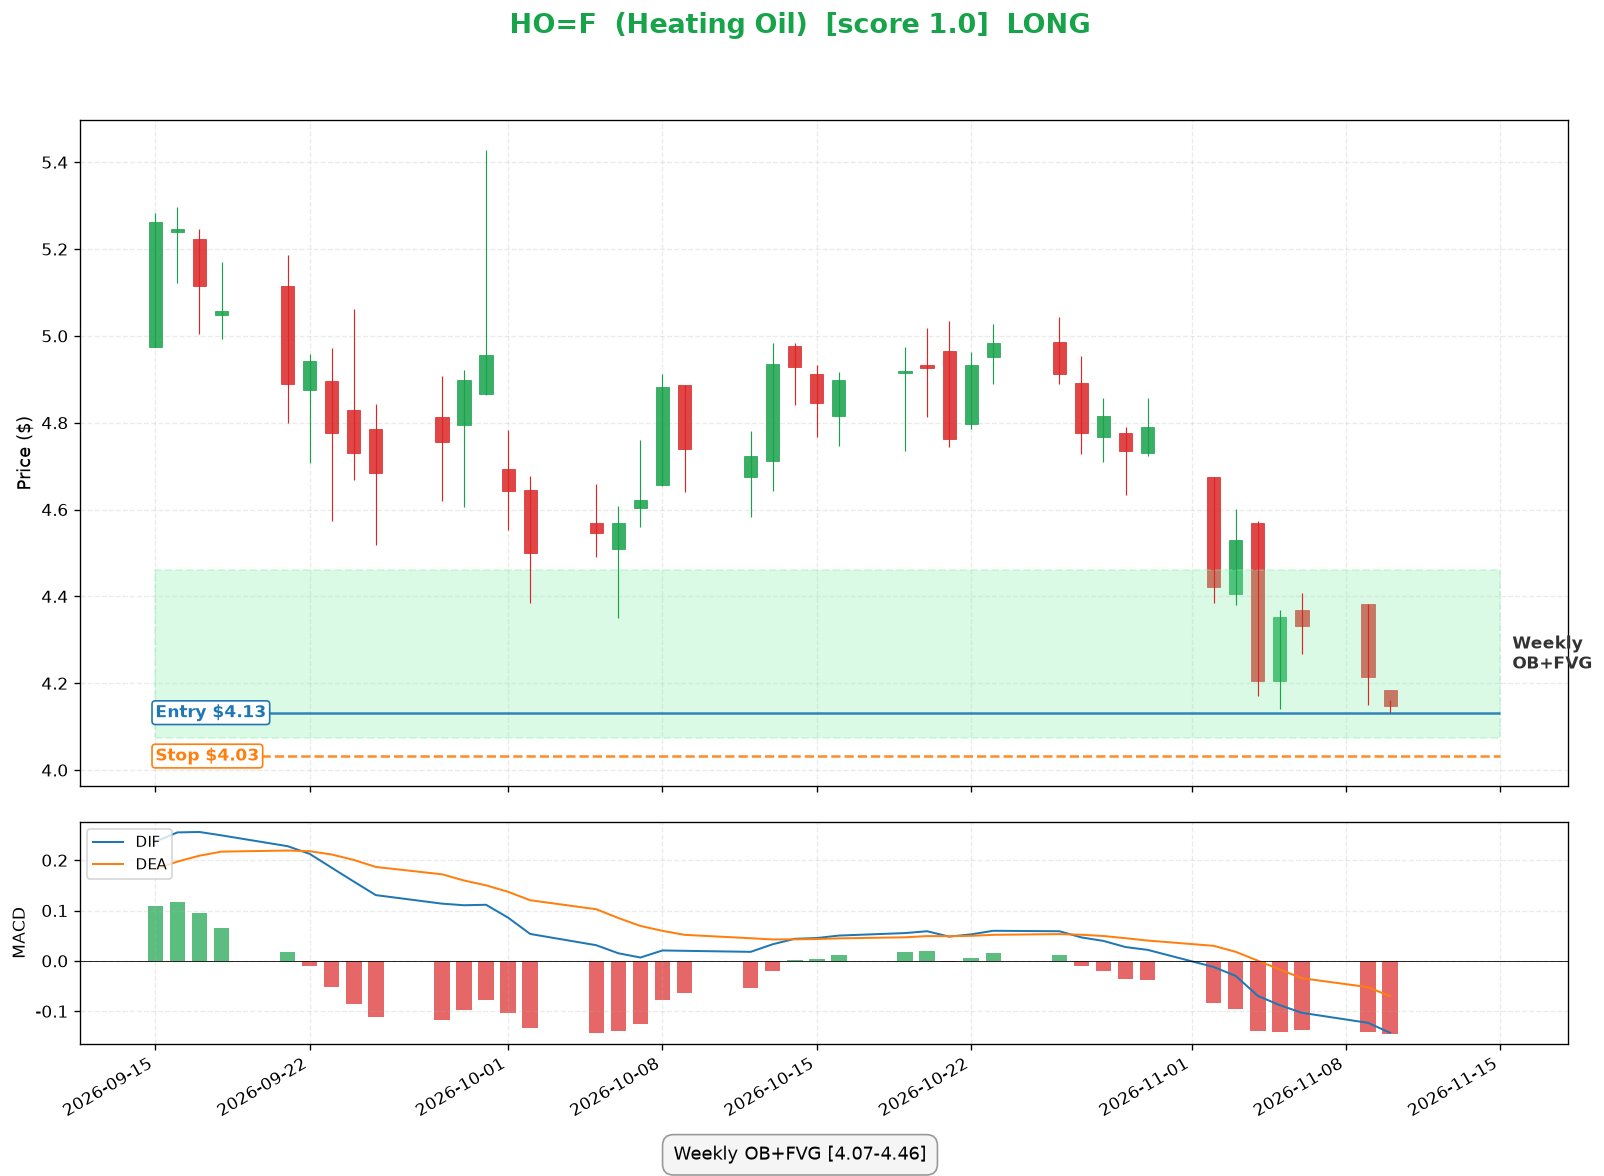 HO=F  (Heating Oil)  [score 1.0]  LONG
Price ($)
5.4
5.2
5.0
4.8
4.6
4.4
4.2
4.0
Weekly
OB+FVG
Entry $4.13
Stop $4.03
MACD
0.2
0.1
0.0
-0.1
DIF
DEA
2026-09-15
2026-09-22
2026-10-01
2026-10-08
2026-10-15
2026-10-22
2026-11-01
2026-11-08
2026-11-15
Weekly OB+FVG [4.07-4.46]